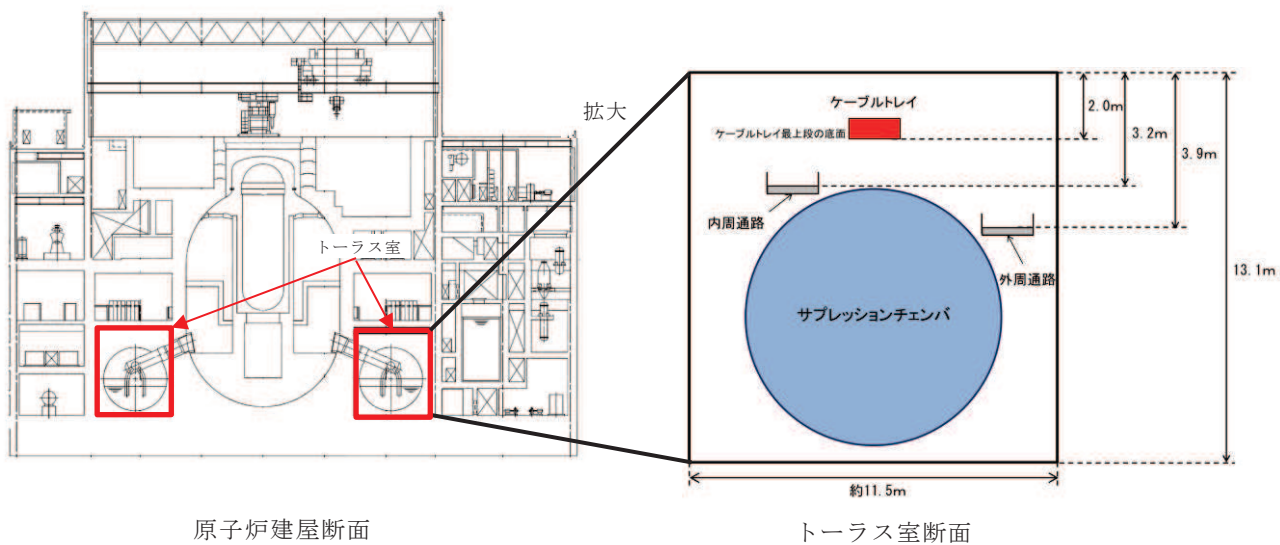 拡大
トーラス室
ケーブルトレイ
ケーブルトレイ最上段の底面
2.0m
3.2m
3.9m
13.1m
内周通路
外周通路
サプレッションチェンバ
約11.5m
原子炉建屋断面
トーラス室断面